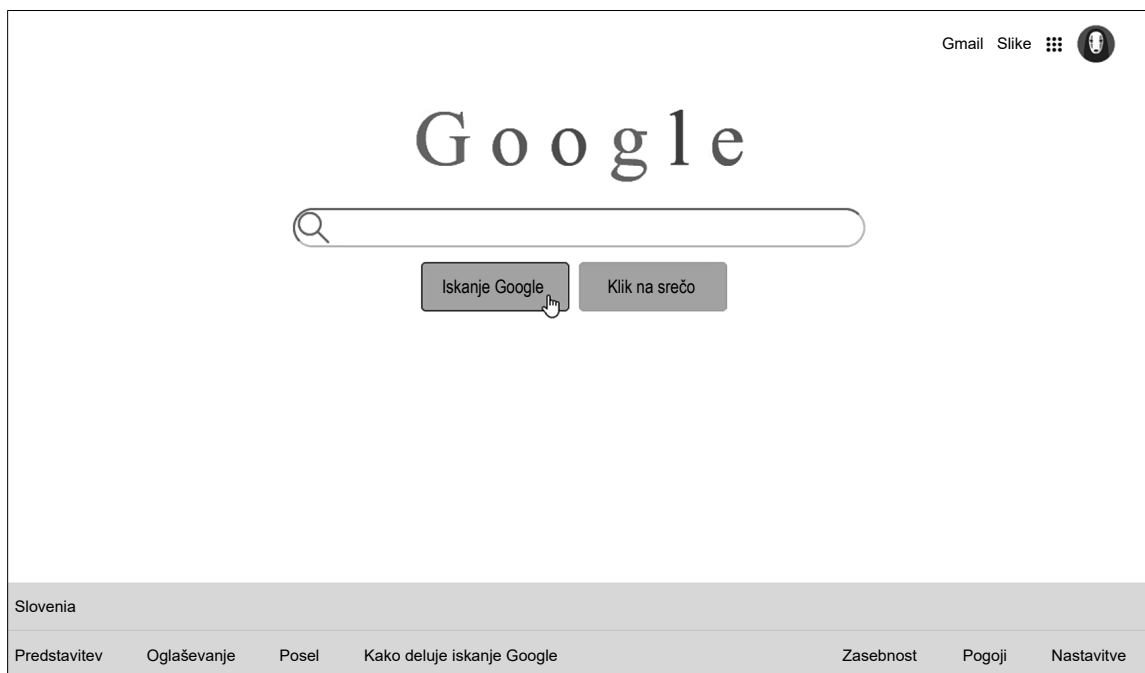 Gmail Slike
Google
Iskanje Google Klik na srečo
Slovenia
Predstavitev Oglaševanje Posel Kako deluje iskanje Google Zasebnost Pogoji Nastavitve